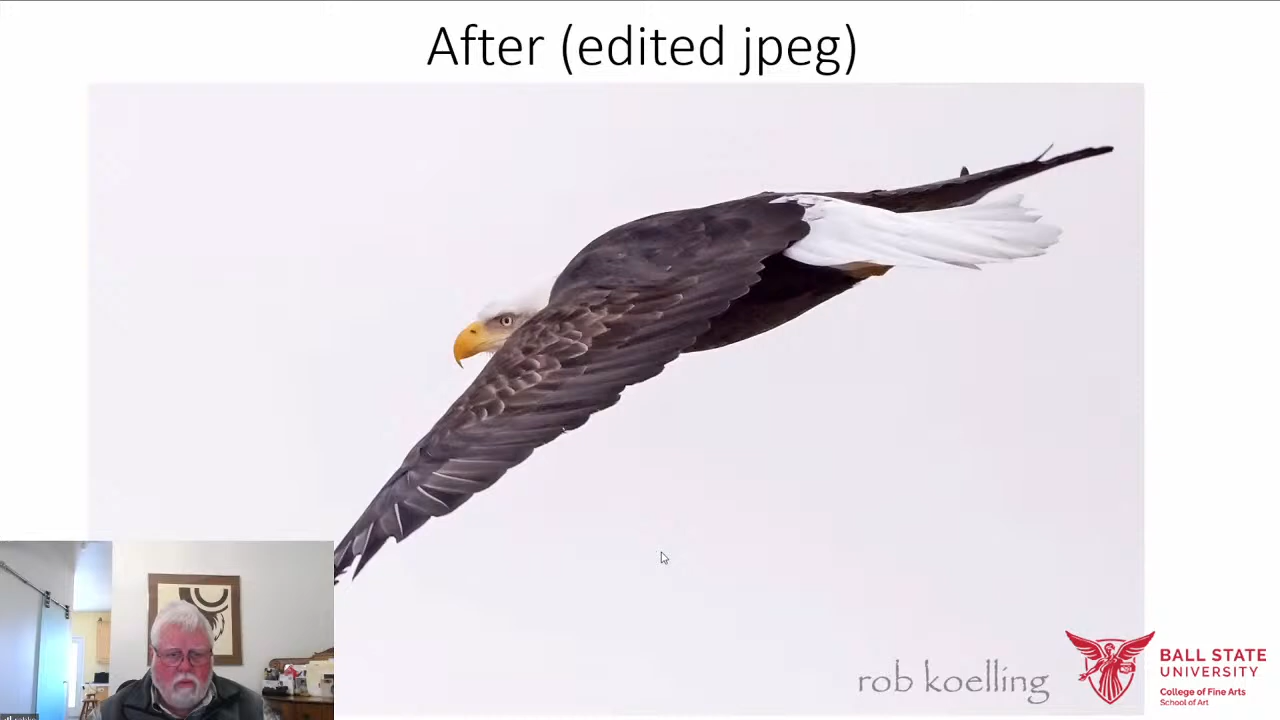 After (edited jpeg)
rob koelling
BALL STATE
UNIVERSITY
College of Fine Arts
School of Art